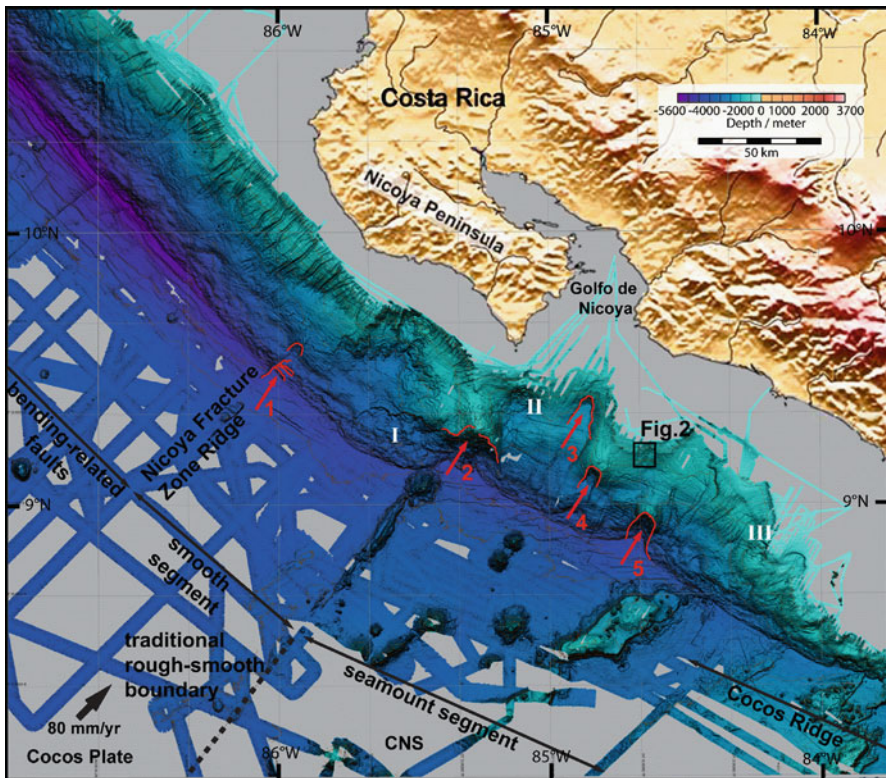 86°W
85°W
84°W
Costa Rica
-5600 -4000 -2000 0 2000 3700
Depth / meter
50 km
Nicoya Peninsula
10°N
10°N
Golfo de
Nicoya
Nicoya Fracture
Zone Ridge
1
I
2
II
3
Fig.2
4
5
III
9°N
9°N
bending-related
faults
smooth
segment
traditional
rough-smooth
boundary
80 mm/yr
Cocos Plate
seamount segment
CNS
Cocos Ridge
86°W
85°W
84°W